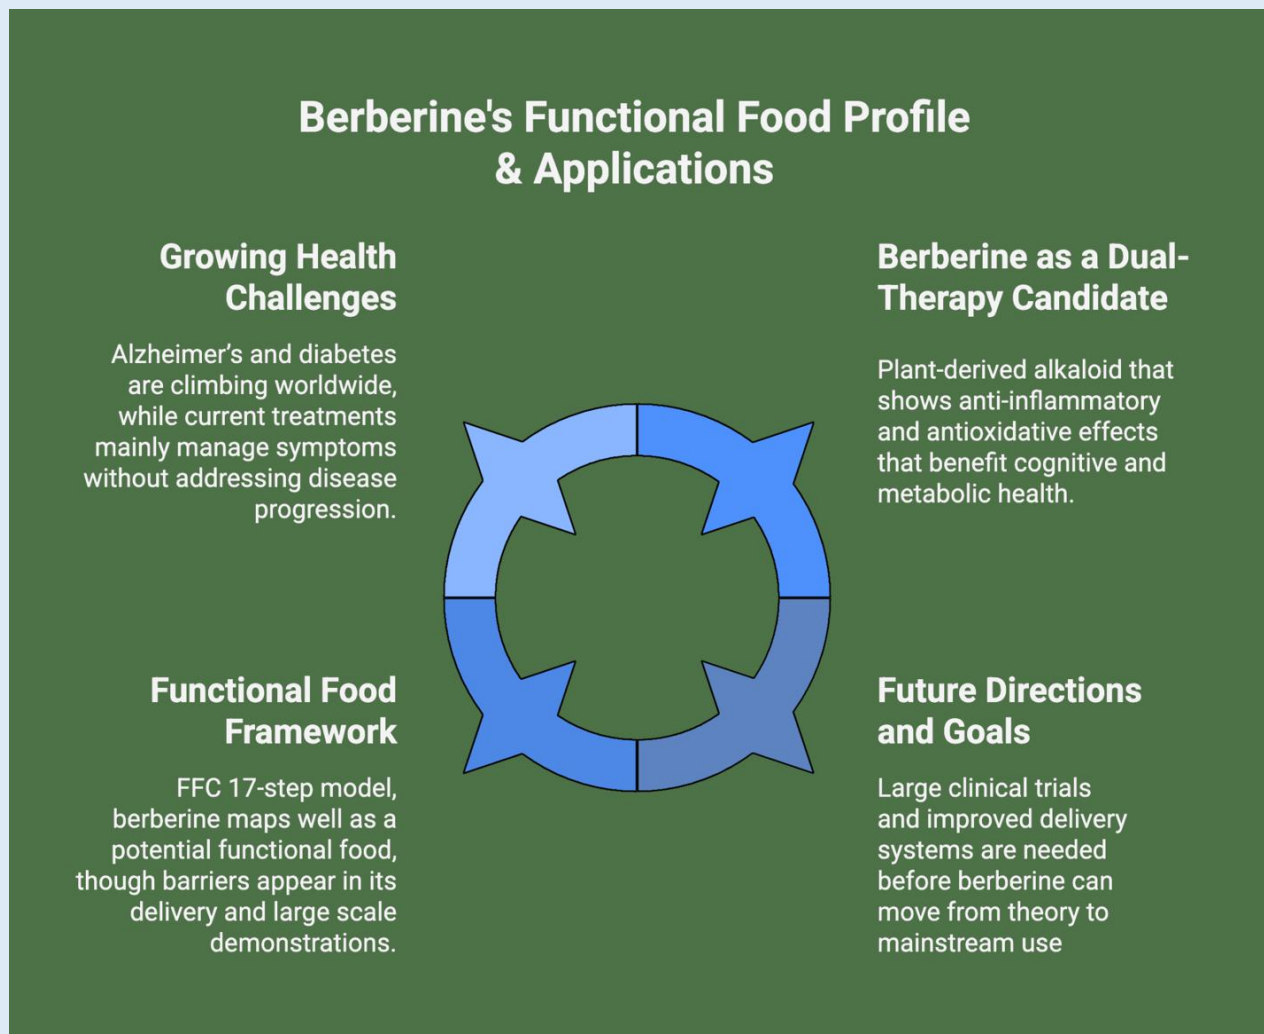 Berberine's Functional Food Profile
& Applications
Growing Health
Challenges
Alzheimer’s and diabetes
are climbing worldwide,
while current treatments
mainly manage symptoms
without addressing disease
progression.
Berberine as a Dual-
Therapy Candidate
Plant-derived alkaloid that
shows anti-inflammatory
and antioxidative effects
that benefit cognitive and
metabolic health.
Functional Food
Framework
FFC 17-step model,
berberine maps well as a
potential functional food,
though barriers appear in its
delivery and large scale
demonstrations.
Future Directions
and Goals
Large clinical trials
and improved delivery
systems are needed
before berberine can
move from theory to
mainstream use